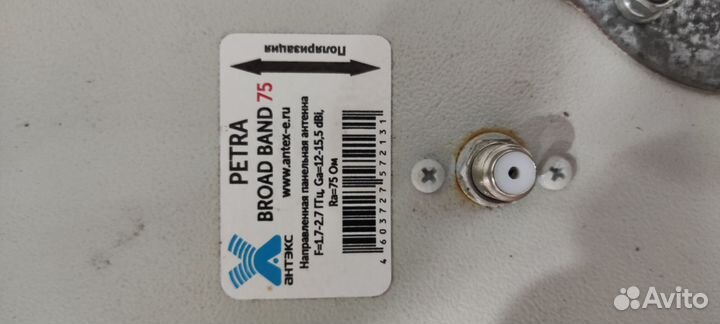 Поляризация
PETRA
BROAD BAND 75
www.antex-e.ru
Направленная панельная антенна
F=1.7-2.7 ГГц, Ga=12-15,5 dBi,
Ra=75 Ом
АНТЭКС
4603727572131
Avito